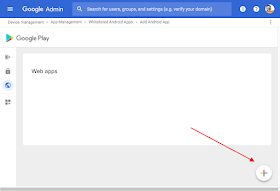 Google Admin
Search for users, groups, and settings (e.g. verify your domain)
Device management > App Management > Whitelisted Android Apps > Add Android App
Google Play
Web apps